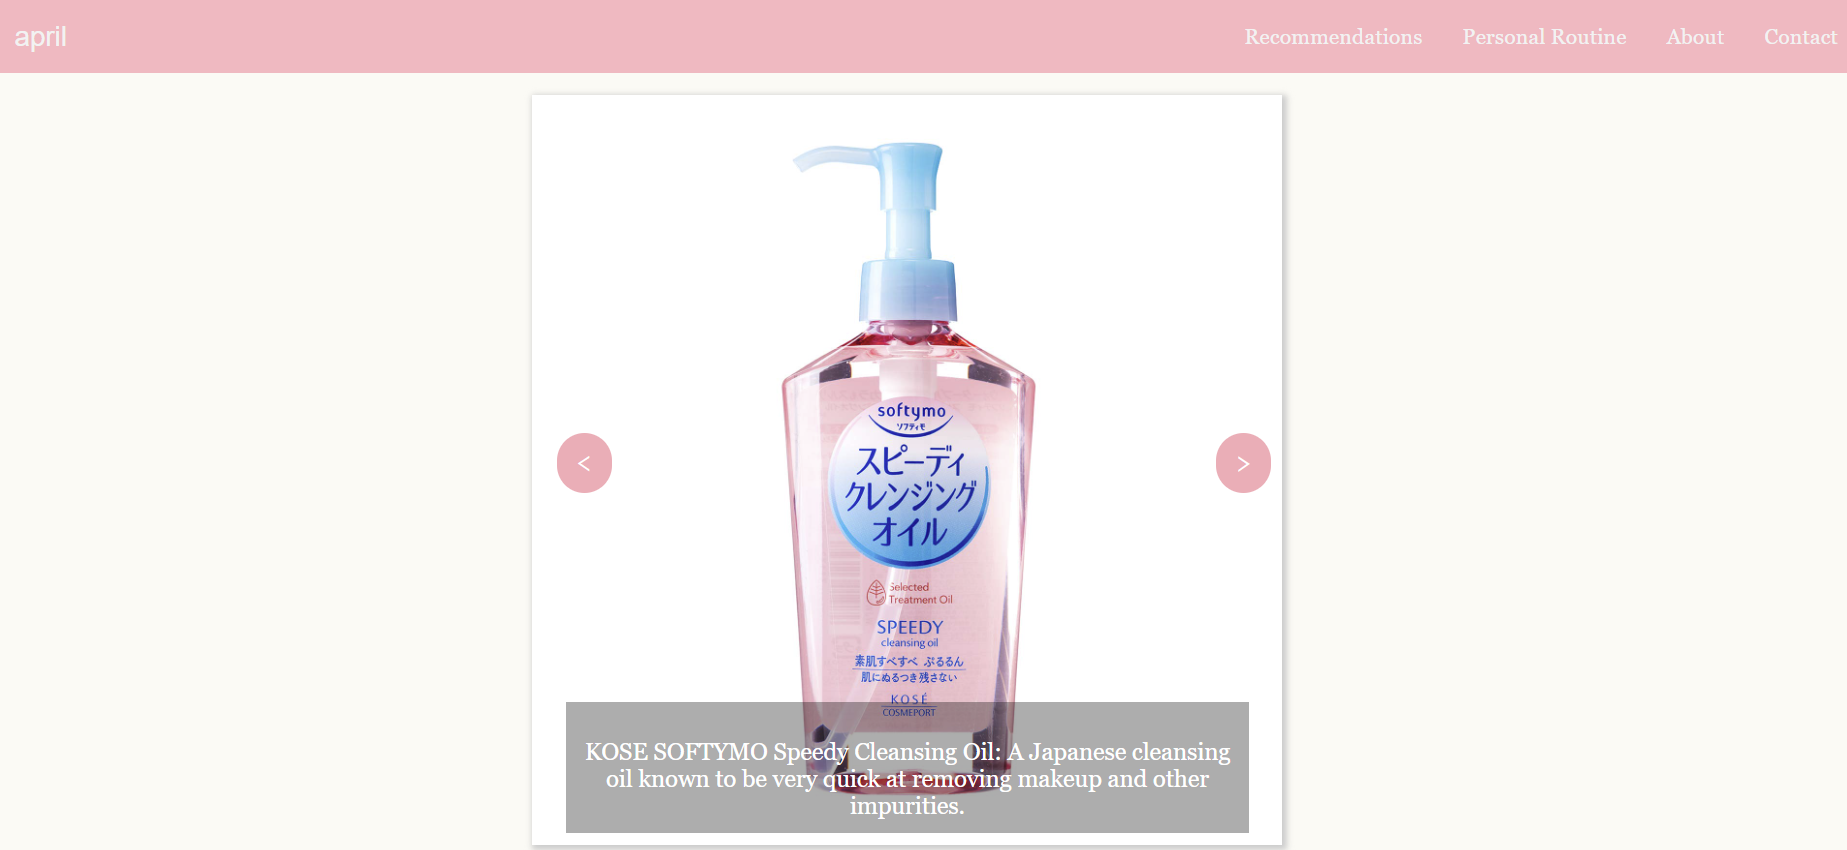 april
Recommendations Personal Routine About Contact
softymo
ソフティモ
スピーディ
クレンジング
オイル
Selected
Treatment Oil
SPEEDY
cleansing oil
素肌すべすべ ぷるるん
肌にぬるつき残さない
KOSÉ
COSMEPORT
< >
KOSE SOFTYMO Speedy Cleansing Oil: A Japanese cleansing
oil known to be very quick at removing makeup and other
impurities.